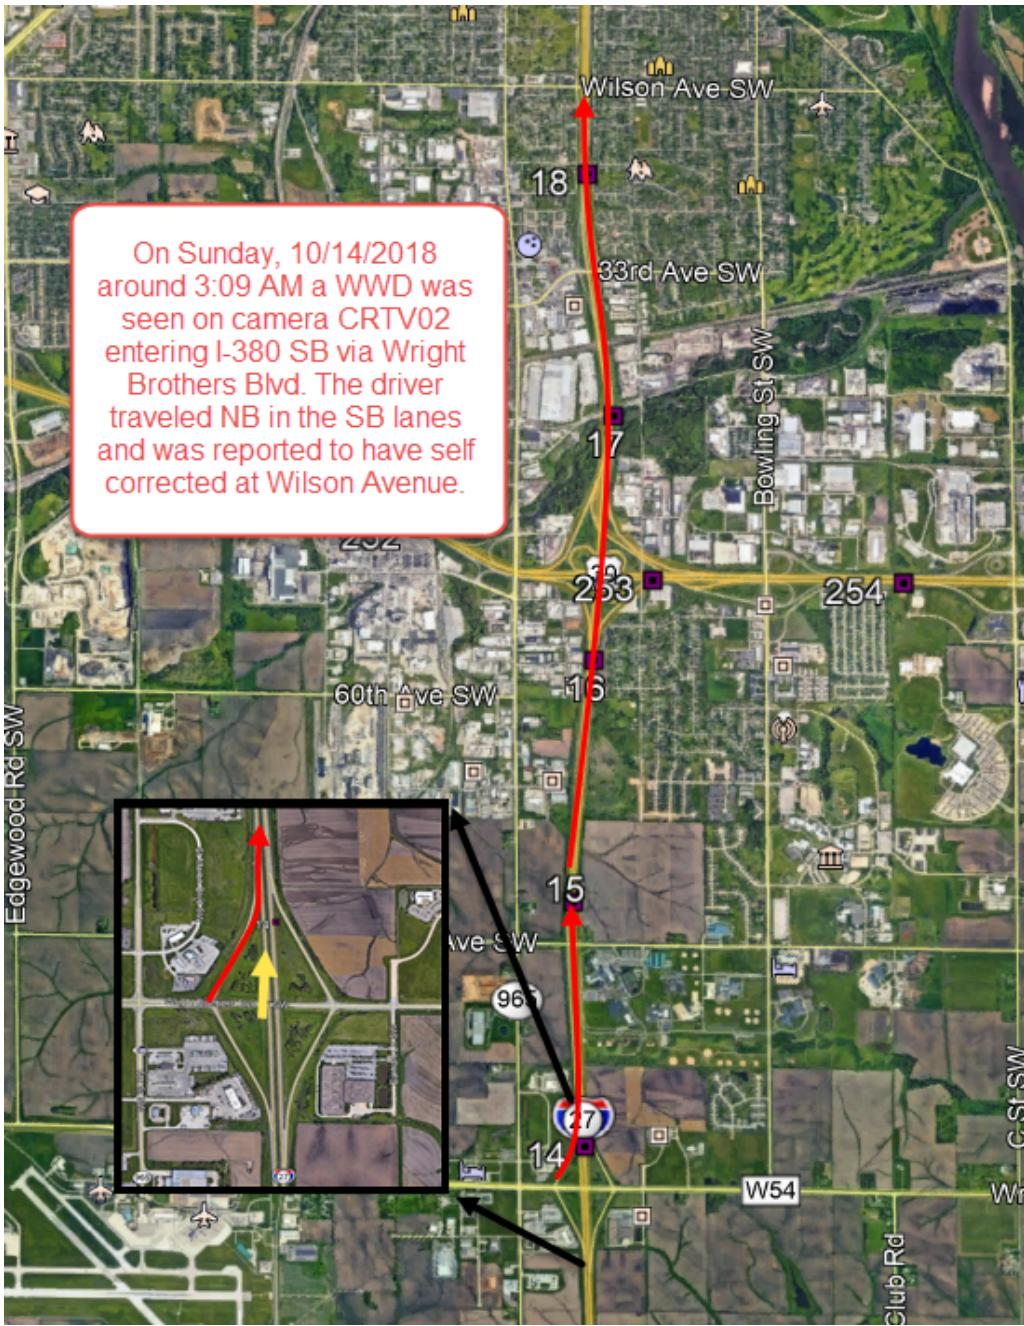 Wilson Ave SW
18
On Sunday, 10/14/2018
around 3:09 AM a WWD was
seen on camera CRTV02
entering I-380 SB via Wright
Brothers Blvd. The driver
traveled NB in the SB lanes
and was reported to have self
corrected at Wilson Avenue.
33rd Ave SW
Bowling St SW
17
30
253
254
60th Ave SW
16
Edgewood Rd SW
15
Ave SW
965
27
14
W54
C St SW
Club Rd